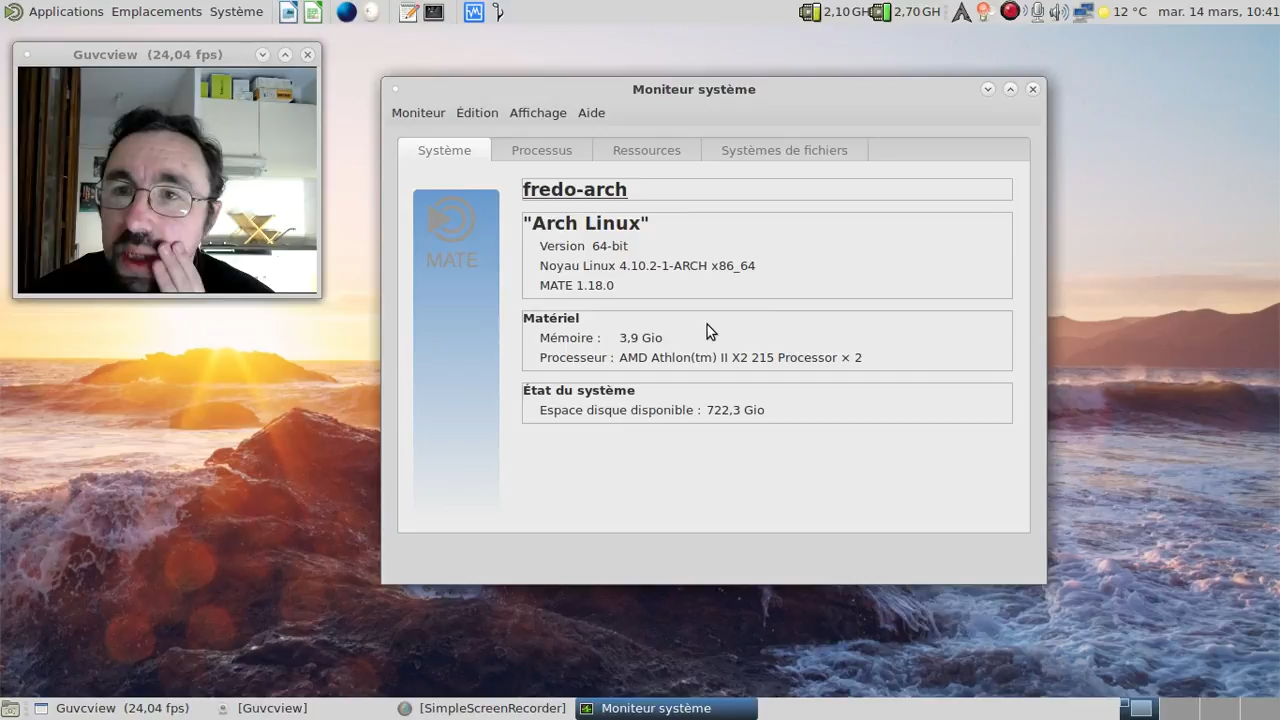 Applications Emplacements Système 2,10 GH 2,70 GH 12 °C mar. 14 mars, 10:41
Guvcview (24,04 fps)
Moniteur système
Moniteur Édition Affichage Aide
Système Processus Ressources Systèmes de fichiers
MATE
fredo-arch
"Arch Linux"
Version 64-bit
Noyau Linux 4.10.2-1-ARCH x86_64
MATE 1.18.0
Matériel
Mémoire : 3,9 Gio
Processeur : AMD Athlon(tm) II X2 215 Processor × 2
État du système
Espace disque disponible : 722,3 Gio
Guvcview (24,04 fps) [Guvcview] [SimpleScreenRecorder] Moniteur système